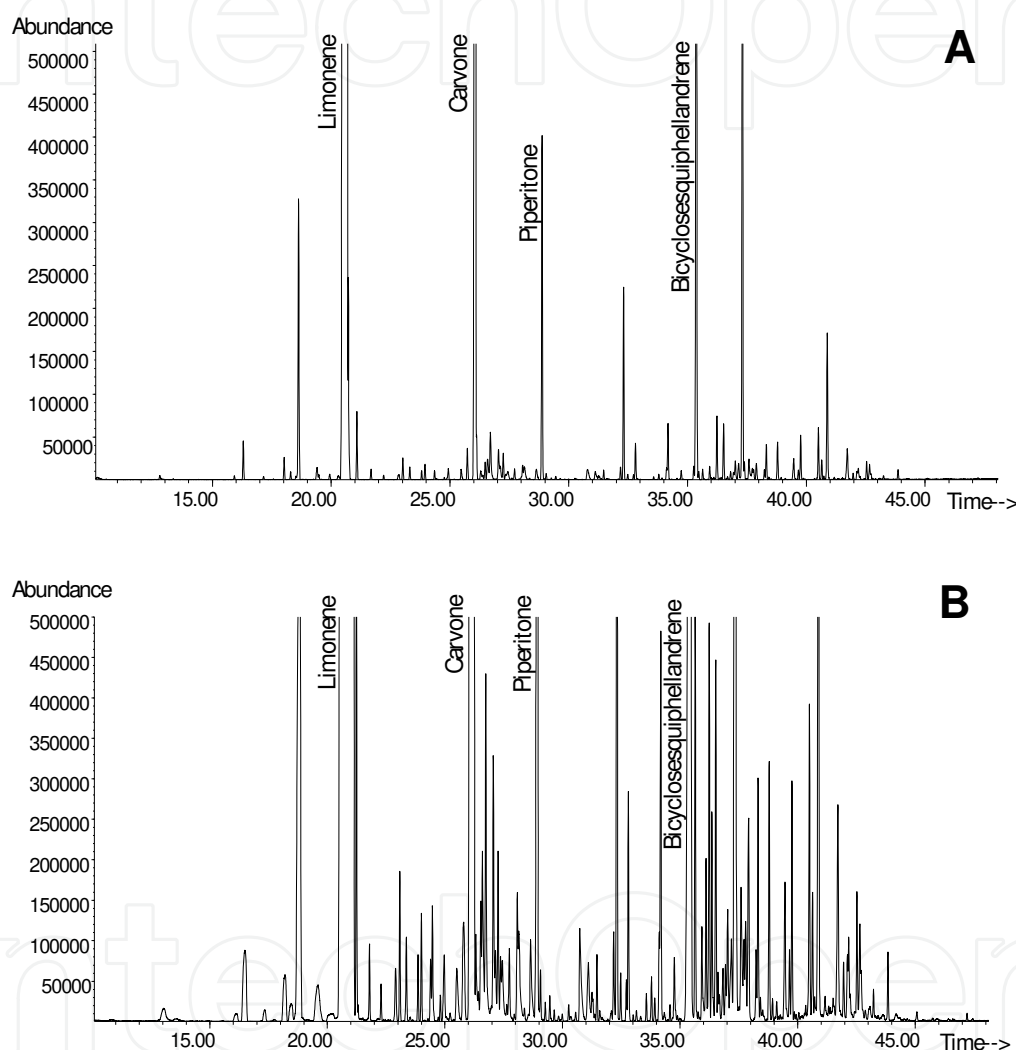 Abundance
A
500000
450000
400000
350000
300000
250000
200000
150000
100000
50000
Limonene
Carvone
Piperitone
Bicyclosesquiphellandrene
15.00 20.00 25.00 30.00 35.00 40.00 45.00 Time-->
Abundance
B
500000
450000
400000
350000
300000
250000
200000
150000
100000
50000
Limonene
Carvone
Piperitone
Bicyclosesquiphellandrene
15.00 20.00 25.00 30.00 35.00 40.00 45.00 Time-->